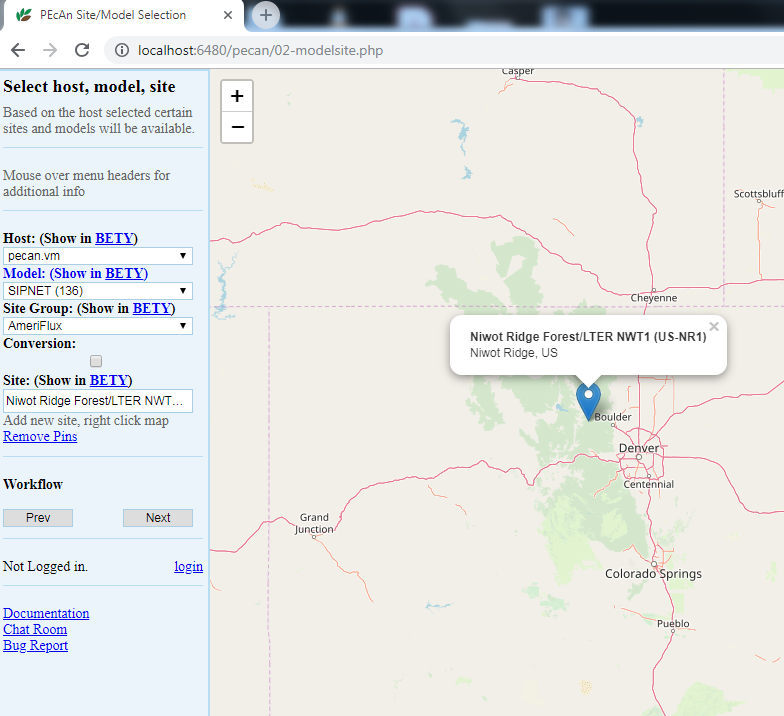 PEcAn Site/Model Selection
localhost:6480/pecan/02-modelsite.php
Select host, model, site
Based on the host selected certain
sites and models will be available.
Mouse over menu headers for
additional info
Host: (Show in BETY)
pecan.vm
Model: (Show in BETY)
SIPNET (136)
Site Group: (Show in BETY)
AmeriFlux
Conversion:
Site: (Show in BETY)
Niwot Ridge Forest/LTER NWT...
Add new site, right click map
Remove Pins
Workflow
Prev
Next
Not Logged in.
login
Documentation
Chat Room
Bug Report
+
−
Casper
Scottsbluff
Cheyenne
Niwot Ridge Forest/LTER NWT1 (US-NR1)
Niwot Ridge, US
Boulder
Denver
Centennial
Grand
Junction
Colorado Springs
Pueblo